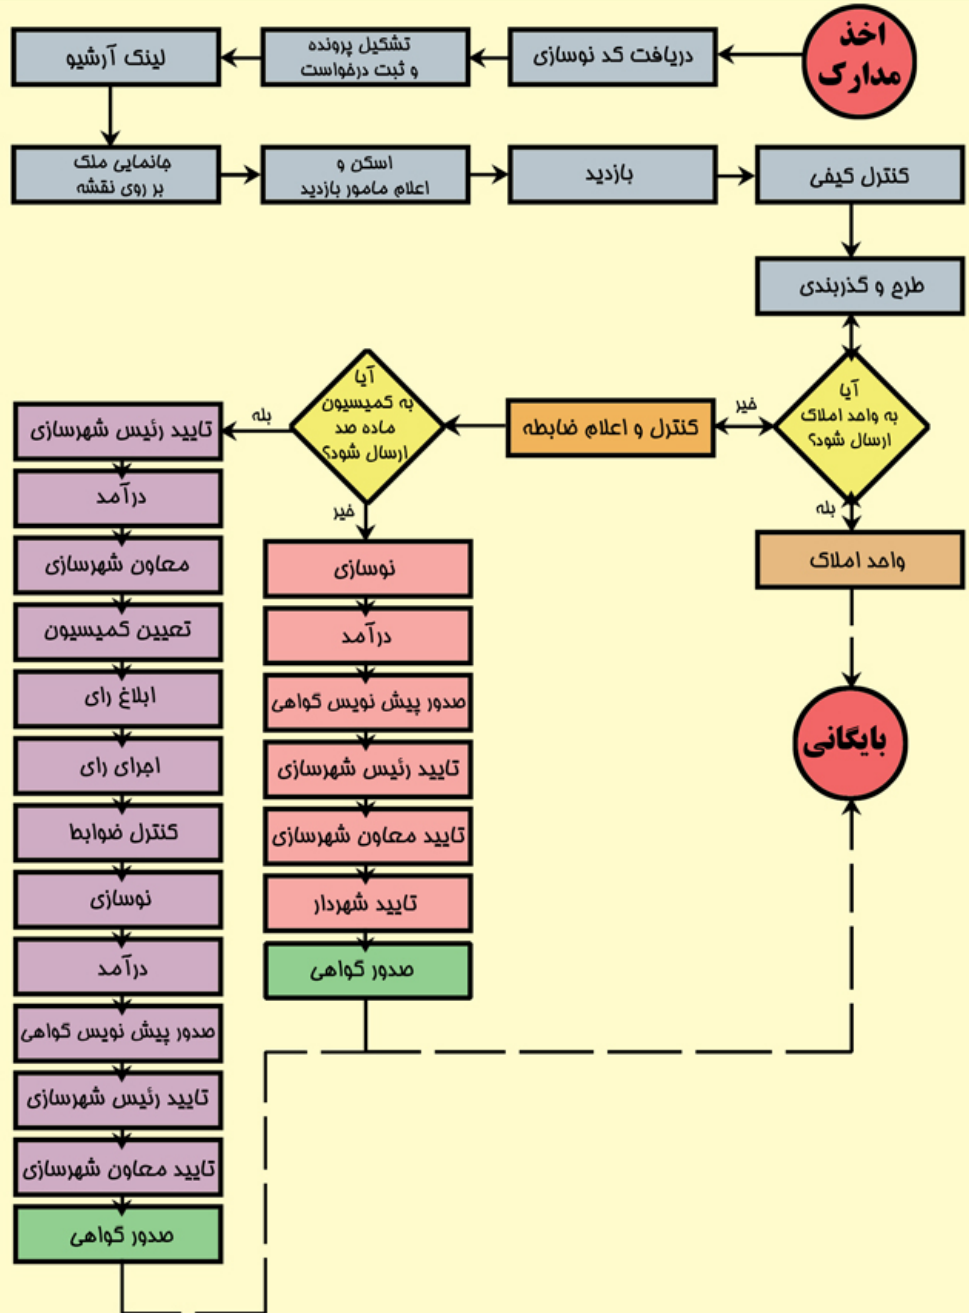 اخذ
مدارک
دریافت کد نوسازی
تشکیل پرونده
و ثبت درخواست
لینک آرشیو
جانمایی ملک
بر روی نقشه
اسکن و
اعلام مامور بازدید
بازدید
کنترل کیفی
طرح و گذربندی
آیا
به واحد املاک
ارسال شود؟
خیر
بله
کنترل و اعلام ضابطه
واحد املاک
بایگانی
آیا
به کمیسیون
ماده صد
ارسال شود؟
بله
خیر
نوسازی
درآمد
صدور پیش نویس گواهی
تایید رئیس شهرسازی
تایید معاون شهرسازی
تایید شهردار
صدور گواهی
تایید رئیس شهرسازی
درآمد
معاون شهرسازی
تعیین کمیسیون
ابلاغ رای
اجرای رای
کنترل ضوابط
نوسازی
درآمد
صدور پیش نویس گواهی
تایید رئیس شهرسازی
تایید معاون شهرسازی
صدور گواهی